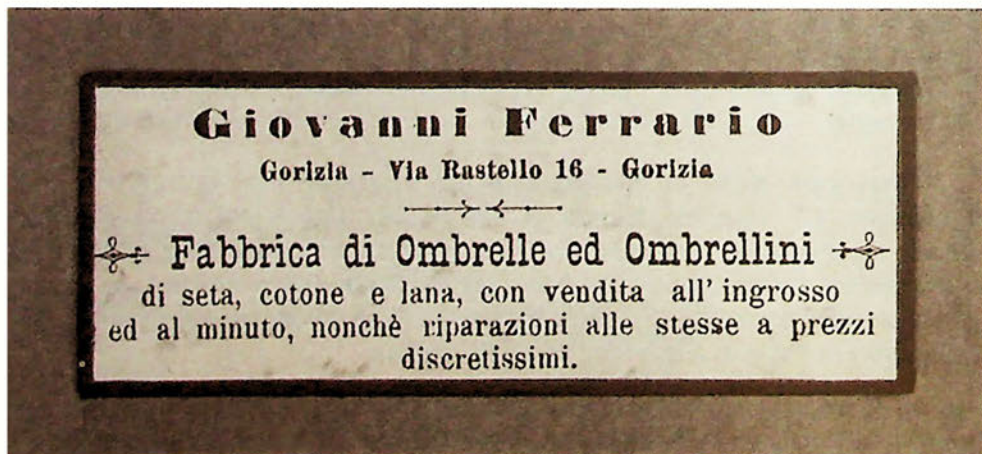 Giovanni Ferrario
Gorizia - Via Rastello 16 - Gorizia
Fabbrica di Ombrelle ed Ombrellini
di seta, cotone e lana, con vendita all' ingrosso
ed al minuto, nonchè riparazioni alle stesse a prezzi
discretissimi.